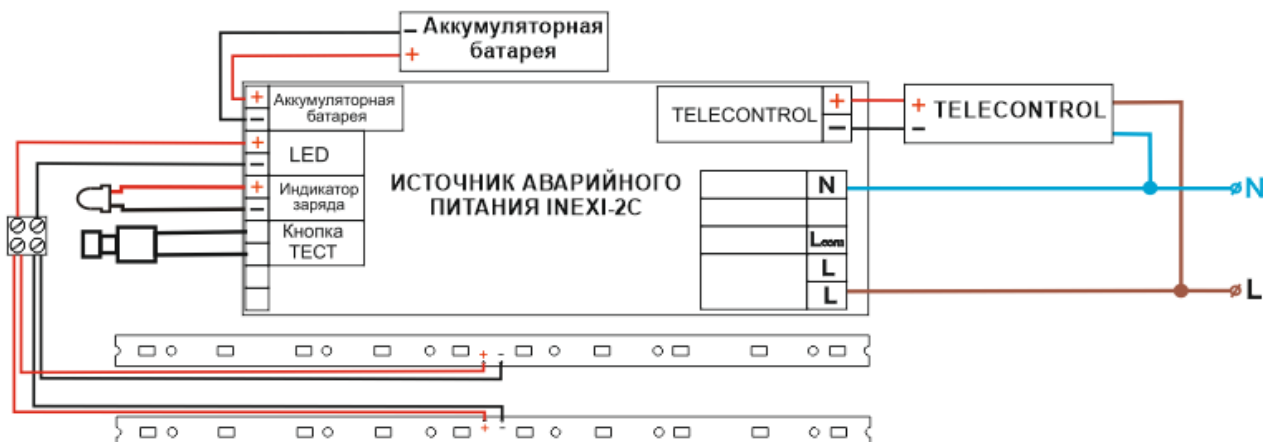 – Аккумуляторная
+ батарея
+ Аккумуляторная
– батарея
+ LED
–
+ Индикатор
– заряда
Кнопка
ТЕСТ
ИСТОЧНИК АВАРИЙНОГО
ПИТАНИЯ INEXI-2C
TELECONTROL
+
–
+ TELECONTROL
–
N
Lcom
L
L
N
L
+ –
+ –